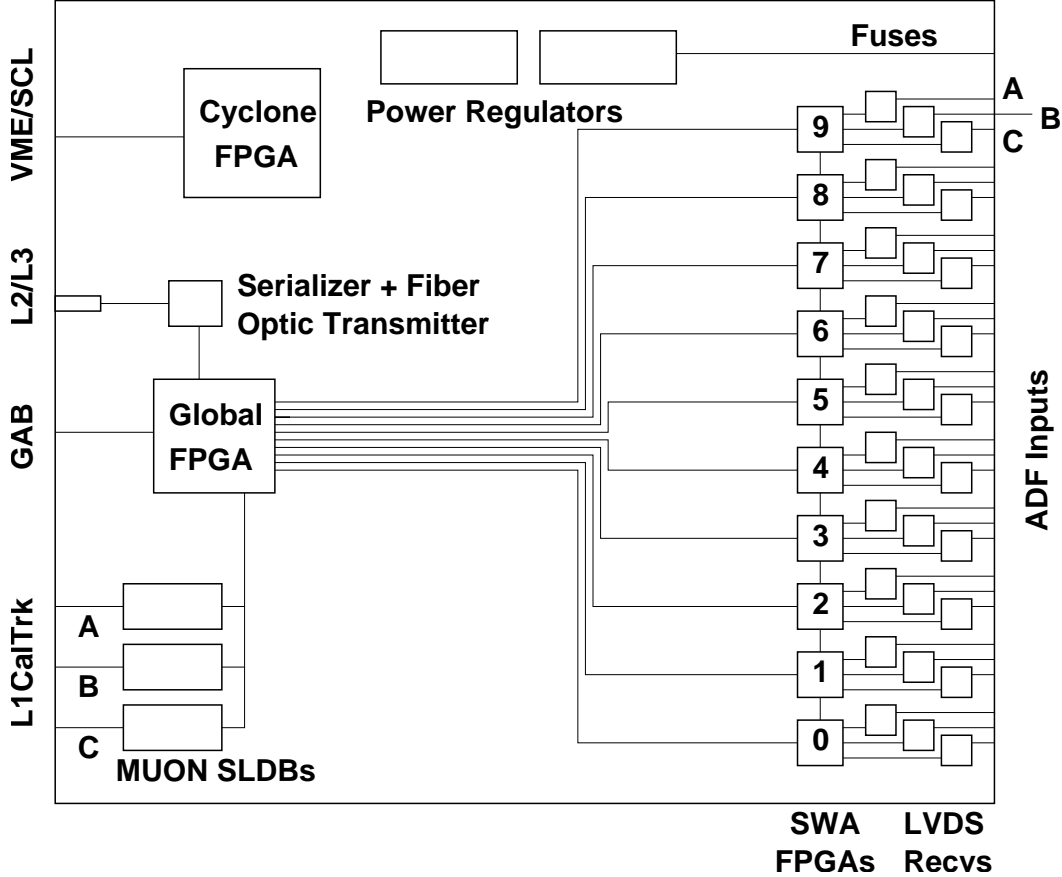 Fuses
VME/SCL
Cyclone
FPGA
Power Regulators
A
B
C
9
8
7
6
5
4
3
2
1
0
L2/L3
Serializer + Fiber
Optic Transmitter
GAB
Global
FPGA
ADF Inputs
L1CalTrk
A
B
C
MUON SLDBs
SWA
FPGAs
LVDS
Recvs